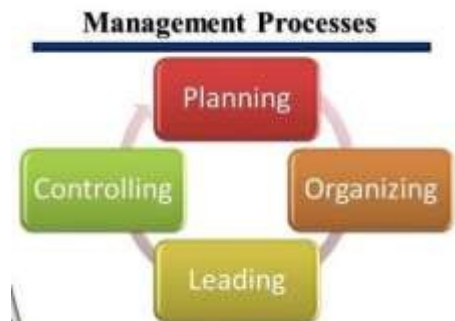 Management Processes
Planning
Controlling
Organizing
Leading